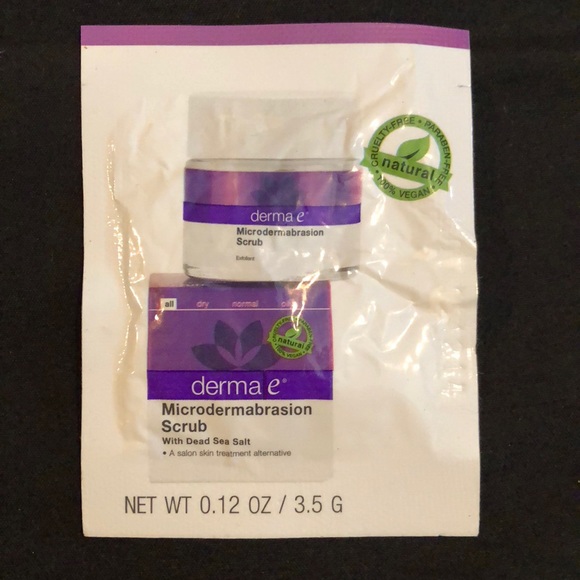 CRUELTY-FREE • PARABEN-FREE
natural
100% VEGAN
derma e®
Microdermabrasion
Scrub
Exfoliant
all dry normal
natural
derma e®
Microdermabrasion
Scrub
With Dead Sea Salt
• A salon skin treatment alternative
NET WT 0.12 OZ / 3.5 G